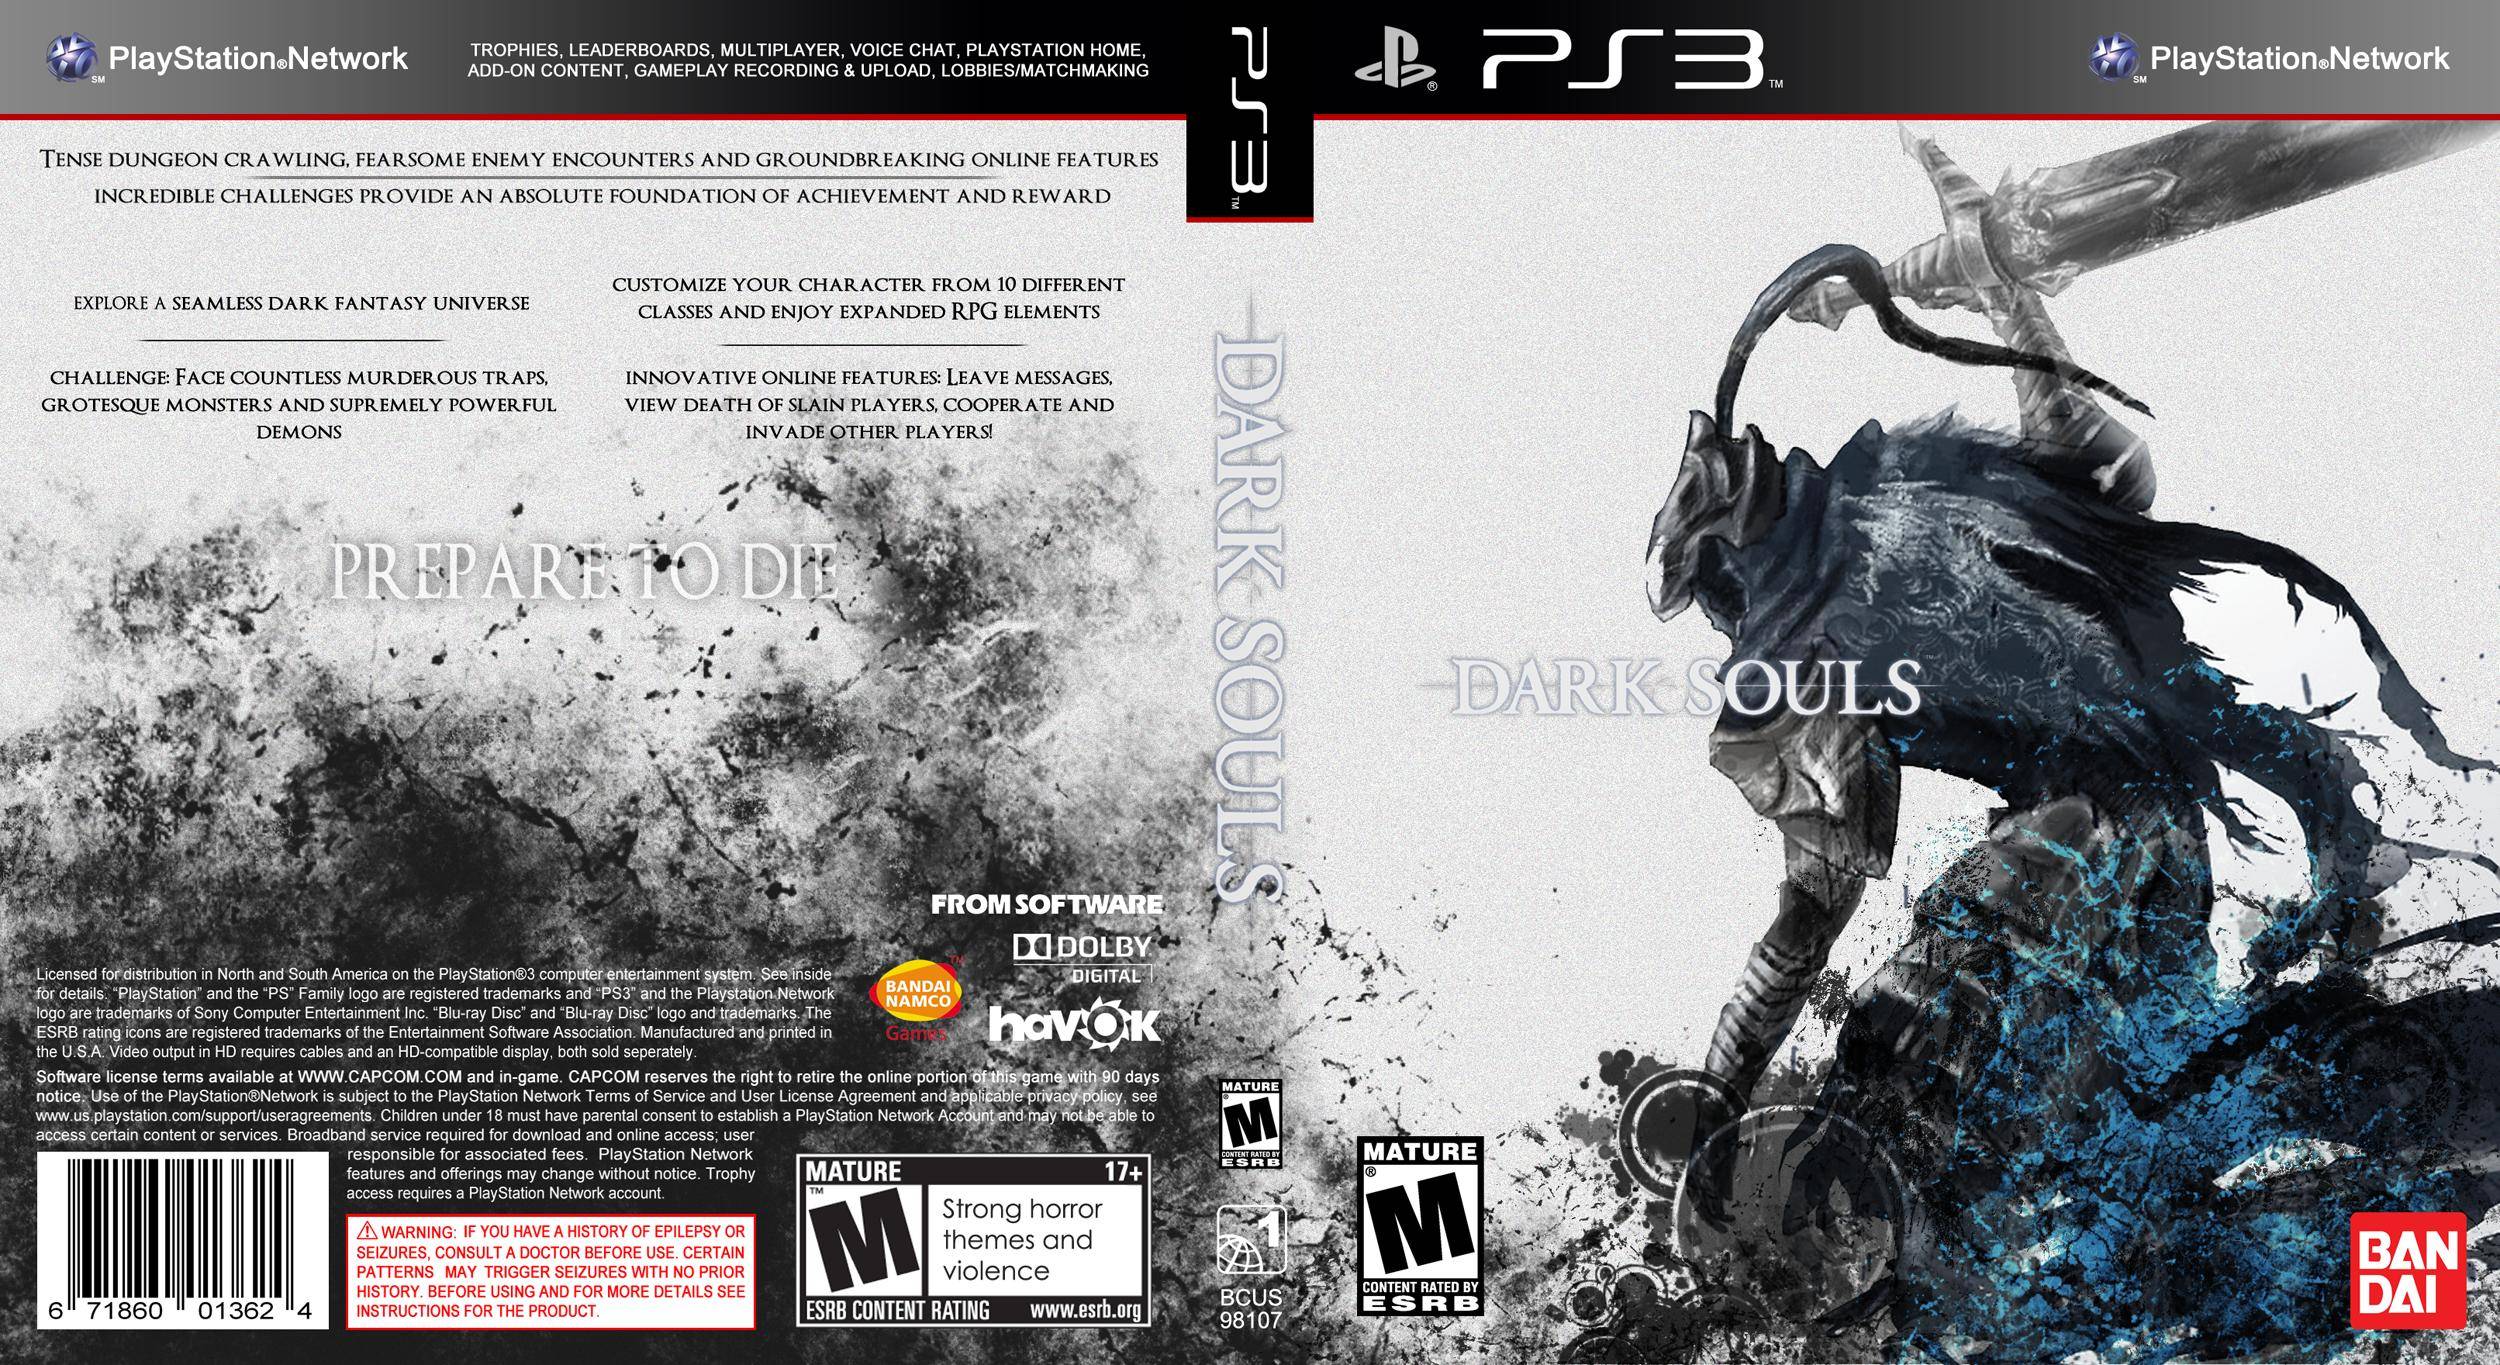 PlayStation®Network
SM
TROPHIES, LEADERBOARDS, MULTIPLAYER, VOICE CHAT, PLAYSTATION HOME,
ADD-ON CONTENT, GAMEPLAY RECORDING & UPLOAD, LOBBIES/MATCHMAKING
TENSE DUNGEON CRAWLING, FEARSOME ENEMY ENCOUNTERS AND GROUNDBREAKING ONLINE FEATURES
INCREDIBLE CHALLENGES PROVIDE AN ABSOLUTE FOUNDATION OF ACHIEVEMENT AND REWARD
EXPLORE A SEAMLESS DARK FANTASY UNIVERSE
CHALLENGE: FACE COUNTLESS MURDEROUS TRAPS,
GROTESQUE MONSTERS AND SUPREMELY POWERFUL
DEMONS
CUSTOMIZE YOUR CHARACTER FROM 10 DIFFERENT
CLASSES AND ENJOY EXPANDED RPG ELEMENTS
INNOVATIVE ONLINE FEATURES: LEAVE MESSAGES,
VIEW DEATH OF SLAIN PLAYERS, COOPERATE AND
INVADE OTHER PLAYERS!
PREPARE TO DIE
FROM SOFTWARE
DOLBY
DIGITAL
BANDAI
NAMCO
Games
TM
havok
Licensed for distribution in North and South America on the PlayStation®3 computer entertainment system. See inside
for details. “PlayStation” and the “PS” Family logo are registered trademarks and “PS3” and the Playstation Network
logo are trademarks of Sony Computer Entertainment Inc. “Blu-ray Disc” and “Blu-ray Disc” logo and trademarks. The
ESRB rating icons are registered trademarks of the Entertainment Software Association. Manufactured and printed in
the U.S.A. Video output in HD requires cables and an HD-compatible display, both sold seperately.
Software license terms available at WWW.CAPCOM.COM and in-game. CAPCOM reserves the right to retire the online portion of this game with 90 days
notice. Use of the PlayStation®Network is subject to the PlayStation Network Terms of Service and User License Agreement and applicable privacy policy, see
www.us.playstation.com/support/useragreements. Children under 18 must have parental consent to establish a PlayStation Network Account and may not be able to
access certain content or services. Broadband service required for download and online access; user
responsible for associated fees. PlayStation Network
features and offerings may change without notice. Trophy
access requires a PlayStation Network account.
6 71860 01362 4
WARNING: IF YOU HAVE A HISTORY OF EPILEPSY OR
SEIZURES, CONSULT A DOCTOR BEFORE USE. CERTAIN
PATTERNS MAY TRIGGER SEIZURES WITH NO PRIOR
HISTORY. BEFORE USING AND FOR MORE DETAILS SEE
INSTRUCTIONS FOR THE PRODUCT.
MATURE 17+
TM
M
Strong horror
themes and
violence
ESRB CONTENT RATING www.esrb.org
PS3™
DARK SOULS
MATURE
®
M
CONTENT RATED BY
ESRB
1
BCUS
98107
®
PS3™
PlayStation®Network
SM
DARK SOULS™
MATURE
®
M
CONTENT RATED BY
ESRB
BAN
DAI